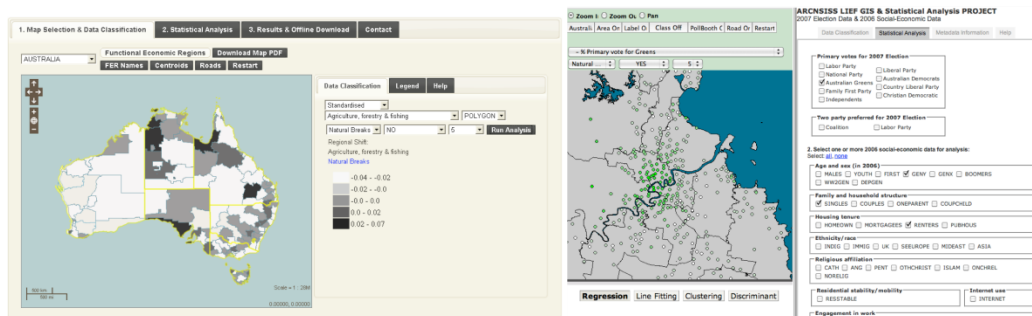 1. Map Selection & Data Classification
2. Statistical Analysis
3. Results & Offline Download
Contact
AUSTRALIA
Functional Economic Regions
Download Map PDF
FER Names
Centroids
Roads
Restart
Data Classification
Legend
Help
Standardised
Agriculture, forestry & fishing
POLYGON
Natural Breaks
NO
Run Analysis
Regional Shift:
Agriculture, forestry & fishing
Natural Breaks
-0.04 - -0.02
-0.02 - -0.0
-0.0 - 0.0
0.0 - 0.02
0.02 - 0.07
Scale = 1 : 26M
0.00000, 0.00000
Pan
Class Off
Restart
- % Primary vote for Greens
Natural ...
YES
5
Regression
Line Fitting
Clustering
Discriminant
ARCNSISS LIEF GIS & Statistical Analysis PROJECT
2007 Election Data & 2006 Social-Economic Data
Data Classification
Statistical Analysis
Metadata Information
Help
Primary votes for 2007 Election
Labor Party
Liberal Party
National Party
Australian Democrats
Australian Greens
Country Liberal Party
Family First Party
Christian Democratic
Independents
Two party preferred for 2007 Election
Coalition
Labor Party
2. Select one or more 2006 social-economic data for analysis:
Select all, none
Age and sex (in 2006)
MALES YOUTH FIRST GENY GENX BOOMERS
WW2GEN DEPGEN
Family and household structure
SINGLES COUPLES ONEPARENT COUPCHILD
Housing tenure
HOMEOWN MORTGAGEES RENTERS PUBHOUS
Ethnicity/race
INDIG IMMIG UK SEEUROPE MIDEAST ASIA
Religious affiliation
CATH ANG PENT OTHCHRIST ISLAM ONCHREL
NORELIG
Residential stability/mobility
RESSTABLE
Internet use
INTERNET
Engagement in work